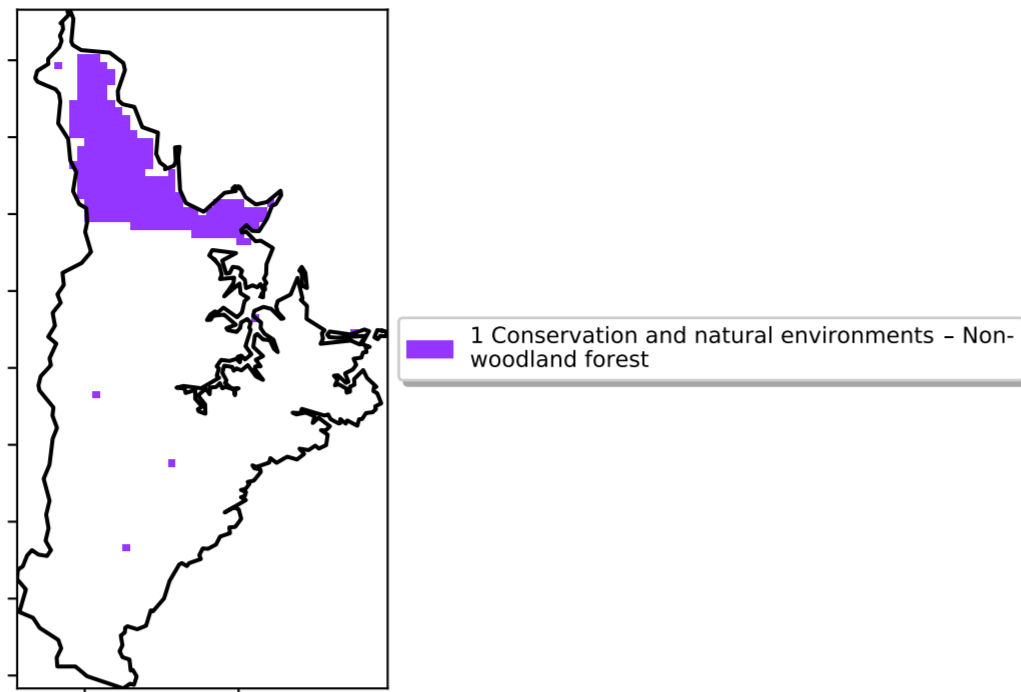 1 Conservation and natural environments – Non-
woodland forest